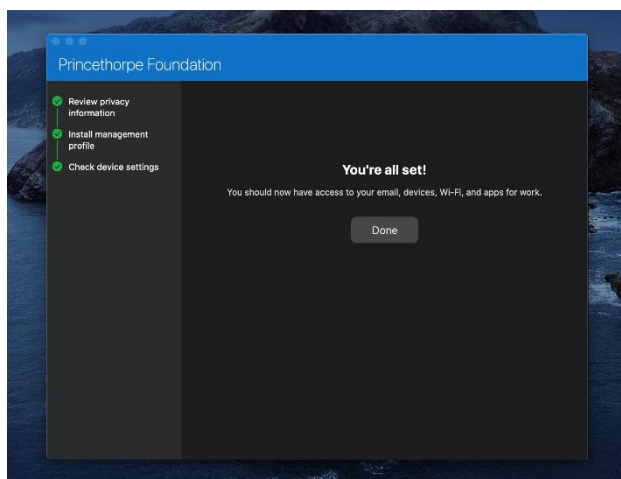 Princethorpe Foundation
Review privacy
information
Install management
profile
Check device settings
You're all set!
You should now have access to your email, devices, Wi-Fi, and apps for work.
Done